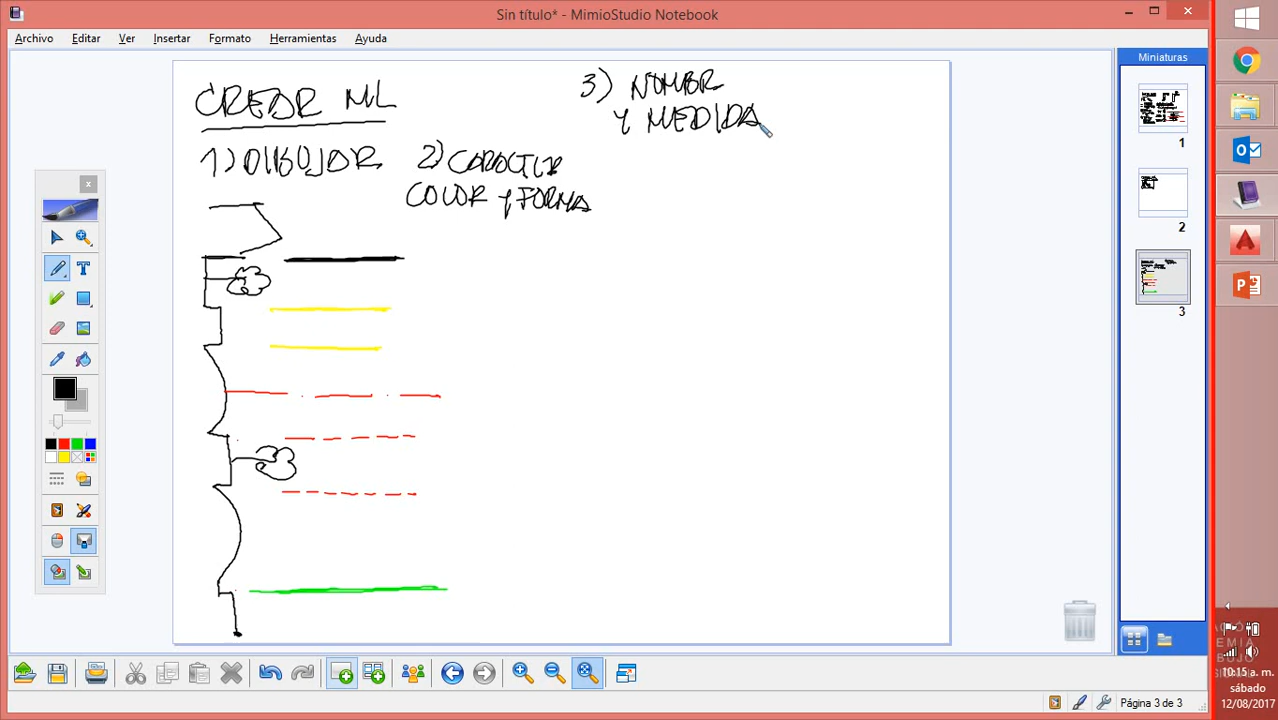 Sin título* - MimioStudio Notebook
Archivo Editar Ver Insertar Formato Herramientas Ayuda
Miniaturas
CREAR ML
1) DIBUJAR
2) CARACTER
COLOR Y FORMA
3) NOMBR
Y MEDIDA
1
2
3
Página 3 de 3
10:15 a. m.
sábado
12/08/2017